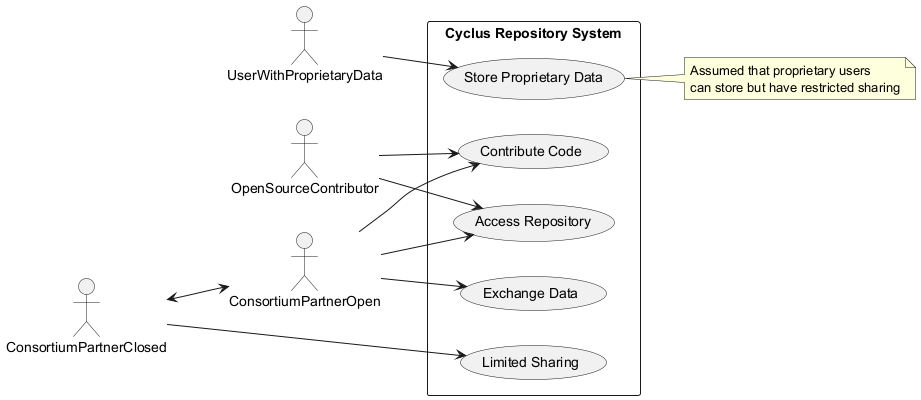 Cyclus Repository System
UserWithProprietaryData
Store Proprietary Data
Assumed that proprietary users
can store but have restricted sharing
OpenSourceContributor
Contribute Code
Access Repository
ConsortiumPartnerOpen
Exchange Data
ConsortiumPartnerClosed
Limited Sharing